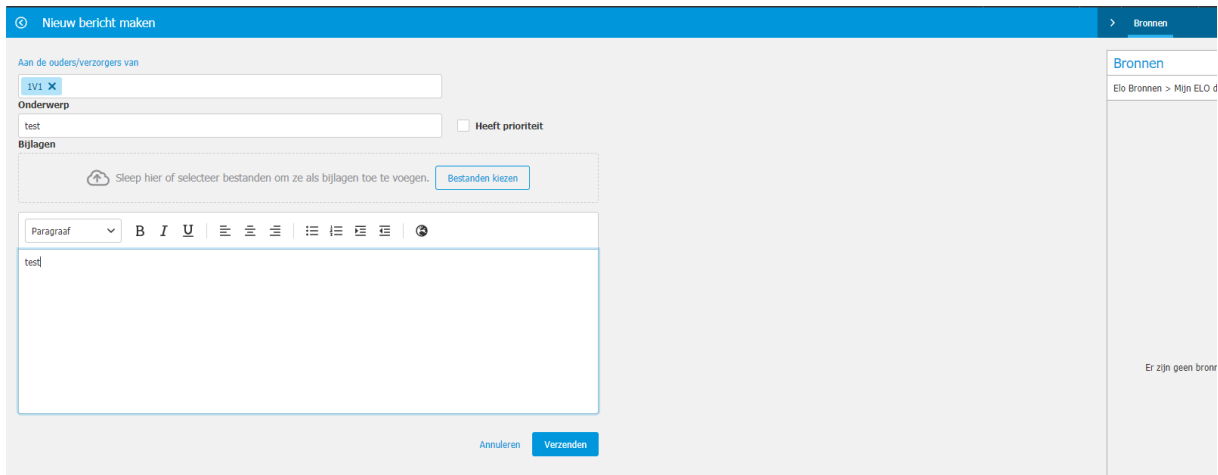 Nieuw bericht maken
Bronnen
Aan de ouders/verzorgers van
1V1
Onderwerp
test
Heeft prioriteit
Bijlagen
Sleep hier of selecteer bestanden om ze als bijlagen toe te voegen.
Bestanden kiezen
Paragraaf
B I U
test
Annuleren
Verzenden
Bronnen
Elo Bronnen > Mijn ELO d
Er zijn geen bronn